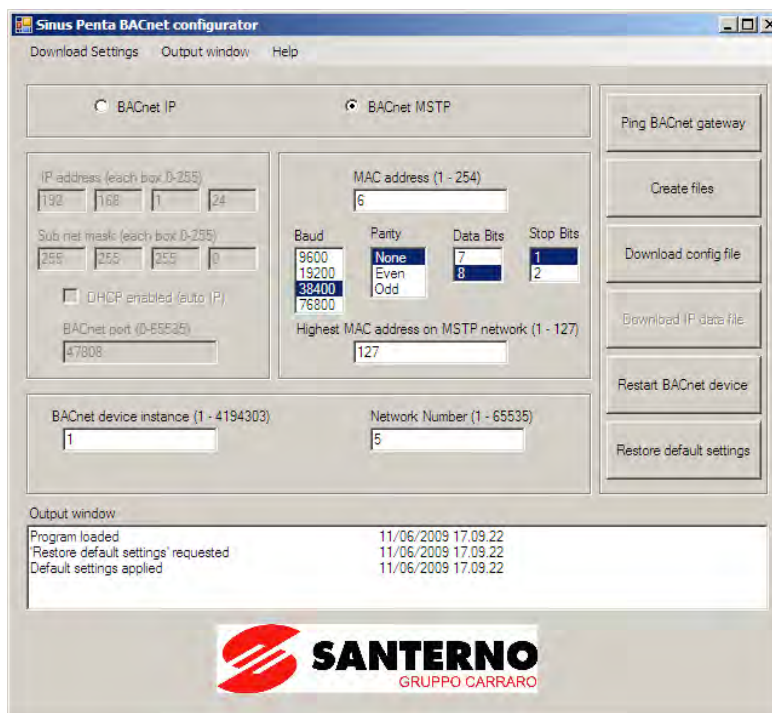 Sinus Penta BACnet configurator
Download Settings Output window Help
BACnet IP BACnet MSTP
Ping BACnet gateway
Create files
Download config file
Download IP data file
Restart BACnet device
Restore default settings
IP address (each box 0-255)
192 168 1 24
Sub net mask (each box 0-255)
255 255 255 0
DHCP enabled (auto IP)
BACnet port (0-65535)
47808
MAC address (1 - 254)
6
Baud Parity Data Bits Stop Bits
9600 None 7 1
19200 Even 8 2
38400 Odd
76800
Highest MAC address on MSTP network (1 - 127)
127
BACnet device instance (1 - 4194303) Network Number (1 - 65535)
1 5
Output window
Program loaded 11/06/2009 17.09.22
'Restore default settings' requested 11/06/2009 17.09.22
Default settings applied 11/06/2009 17.09.22
SANTERNO
GRUPPO CARRARO